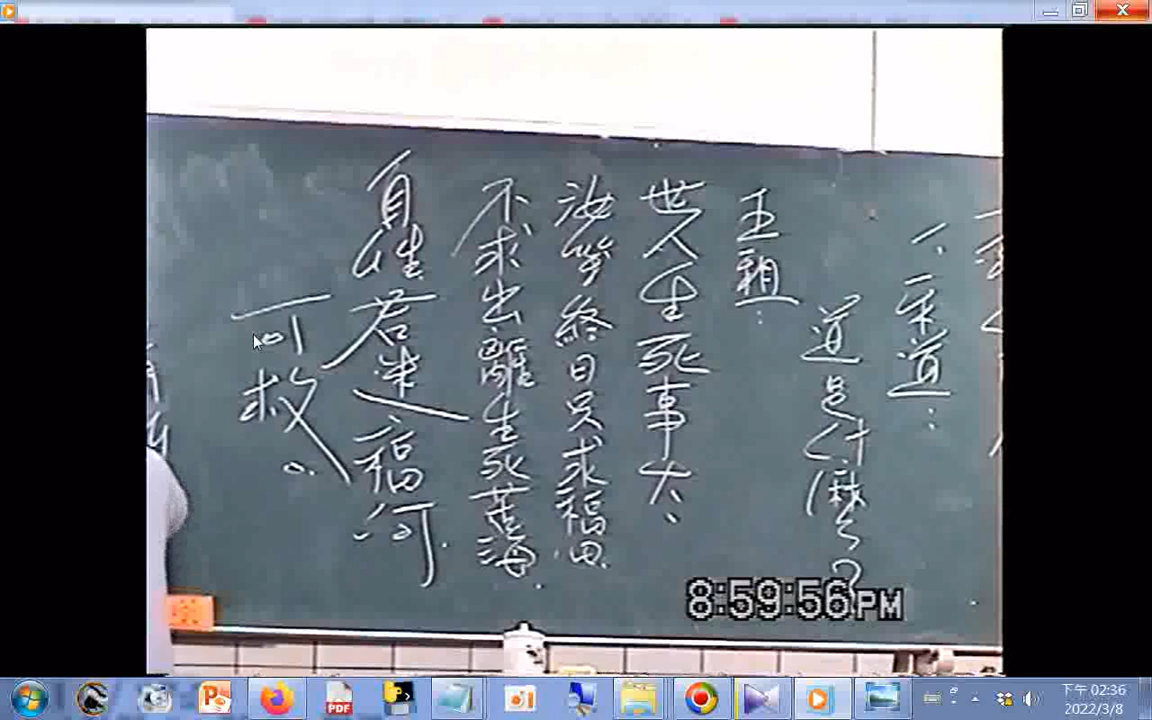 一、求道：
道是什麼？
五祖：
世人生死事大、
汝等終日只求福田.
不求出離生死苦海.
自性若迷、福何
可救。
8:59:56PM
PDF
下午 02:36
2022/3/8